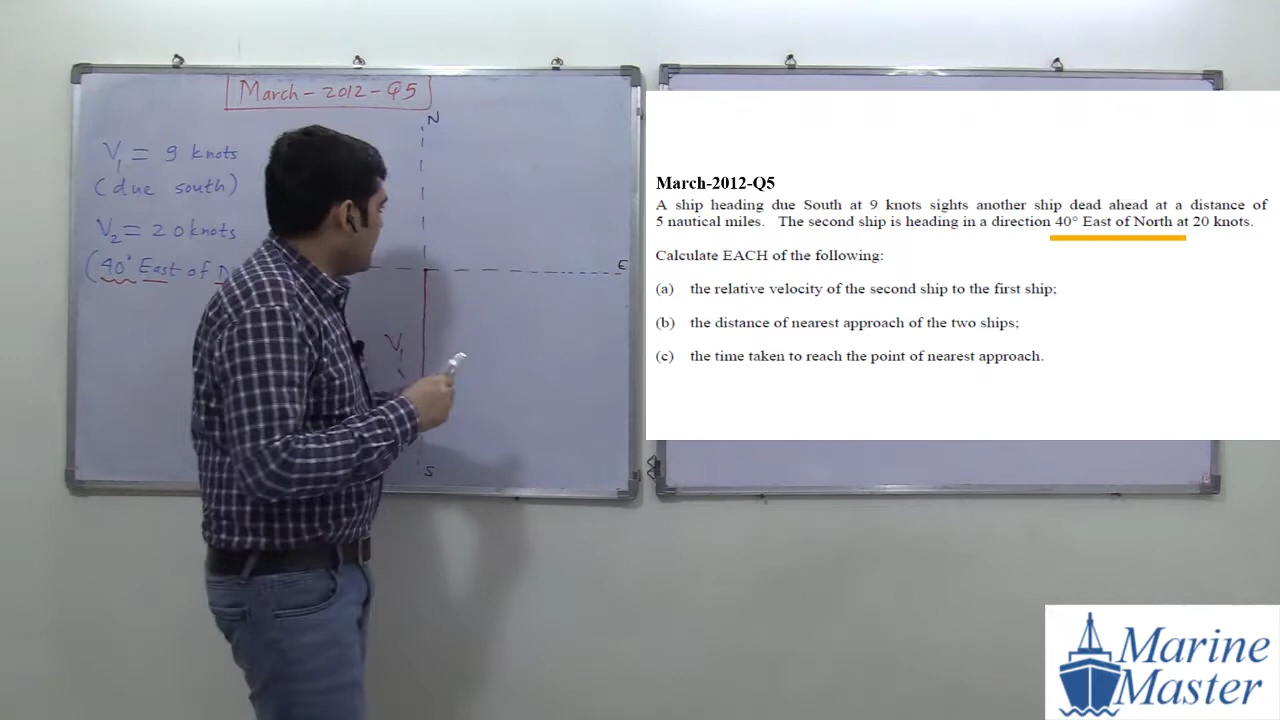 March-2012-Q5
N
V1 = 9 knots
(due south)
V2 = 20 knots
(40° East of
E
V1
S
March-2012-Q5
A ship heading due South at 9 knots sights another ship dead ahead at a distance of
5 nautical miles. The second ship is heading in a direction 40° East of North at 20 knots.
Calculate EACH of the following:
(a) the relative velocity of the second ship to the first ship;
(b) the distance of nearest approach of the two ships;
(c) the time taken to reach the point of nearest approach.
Marine
Master